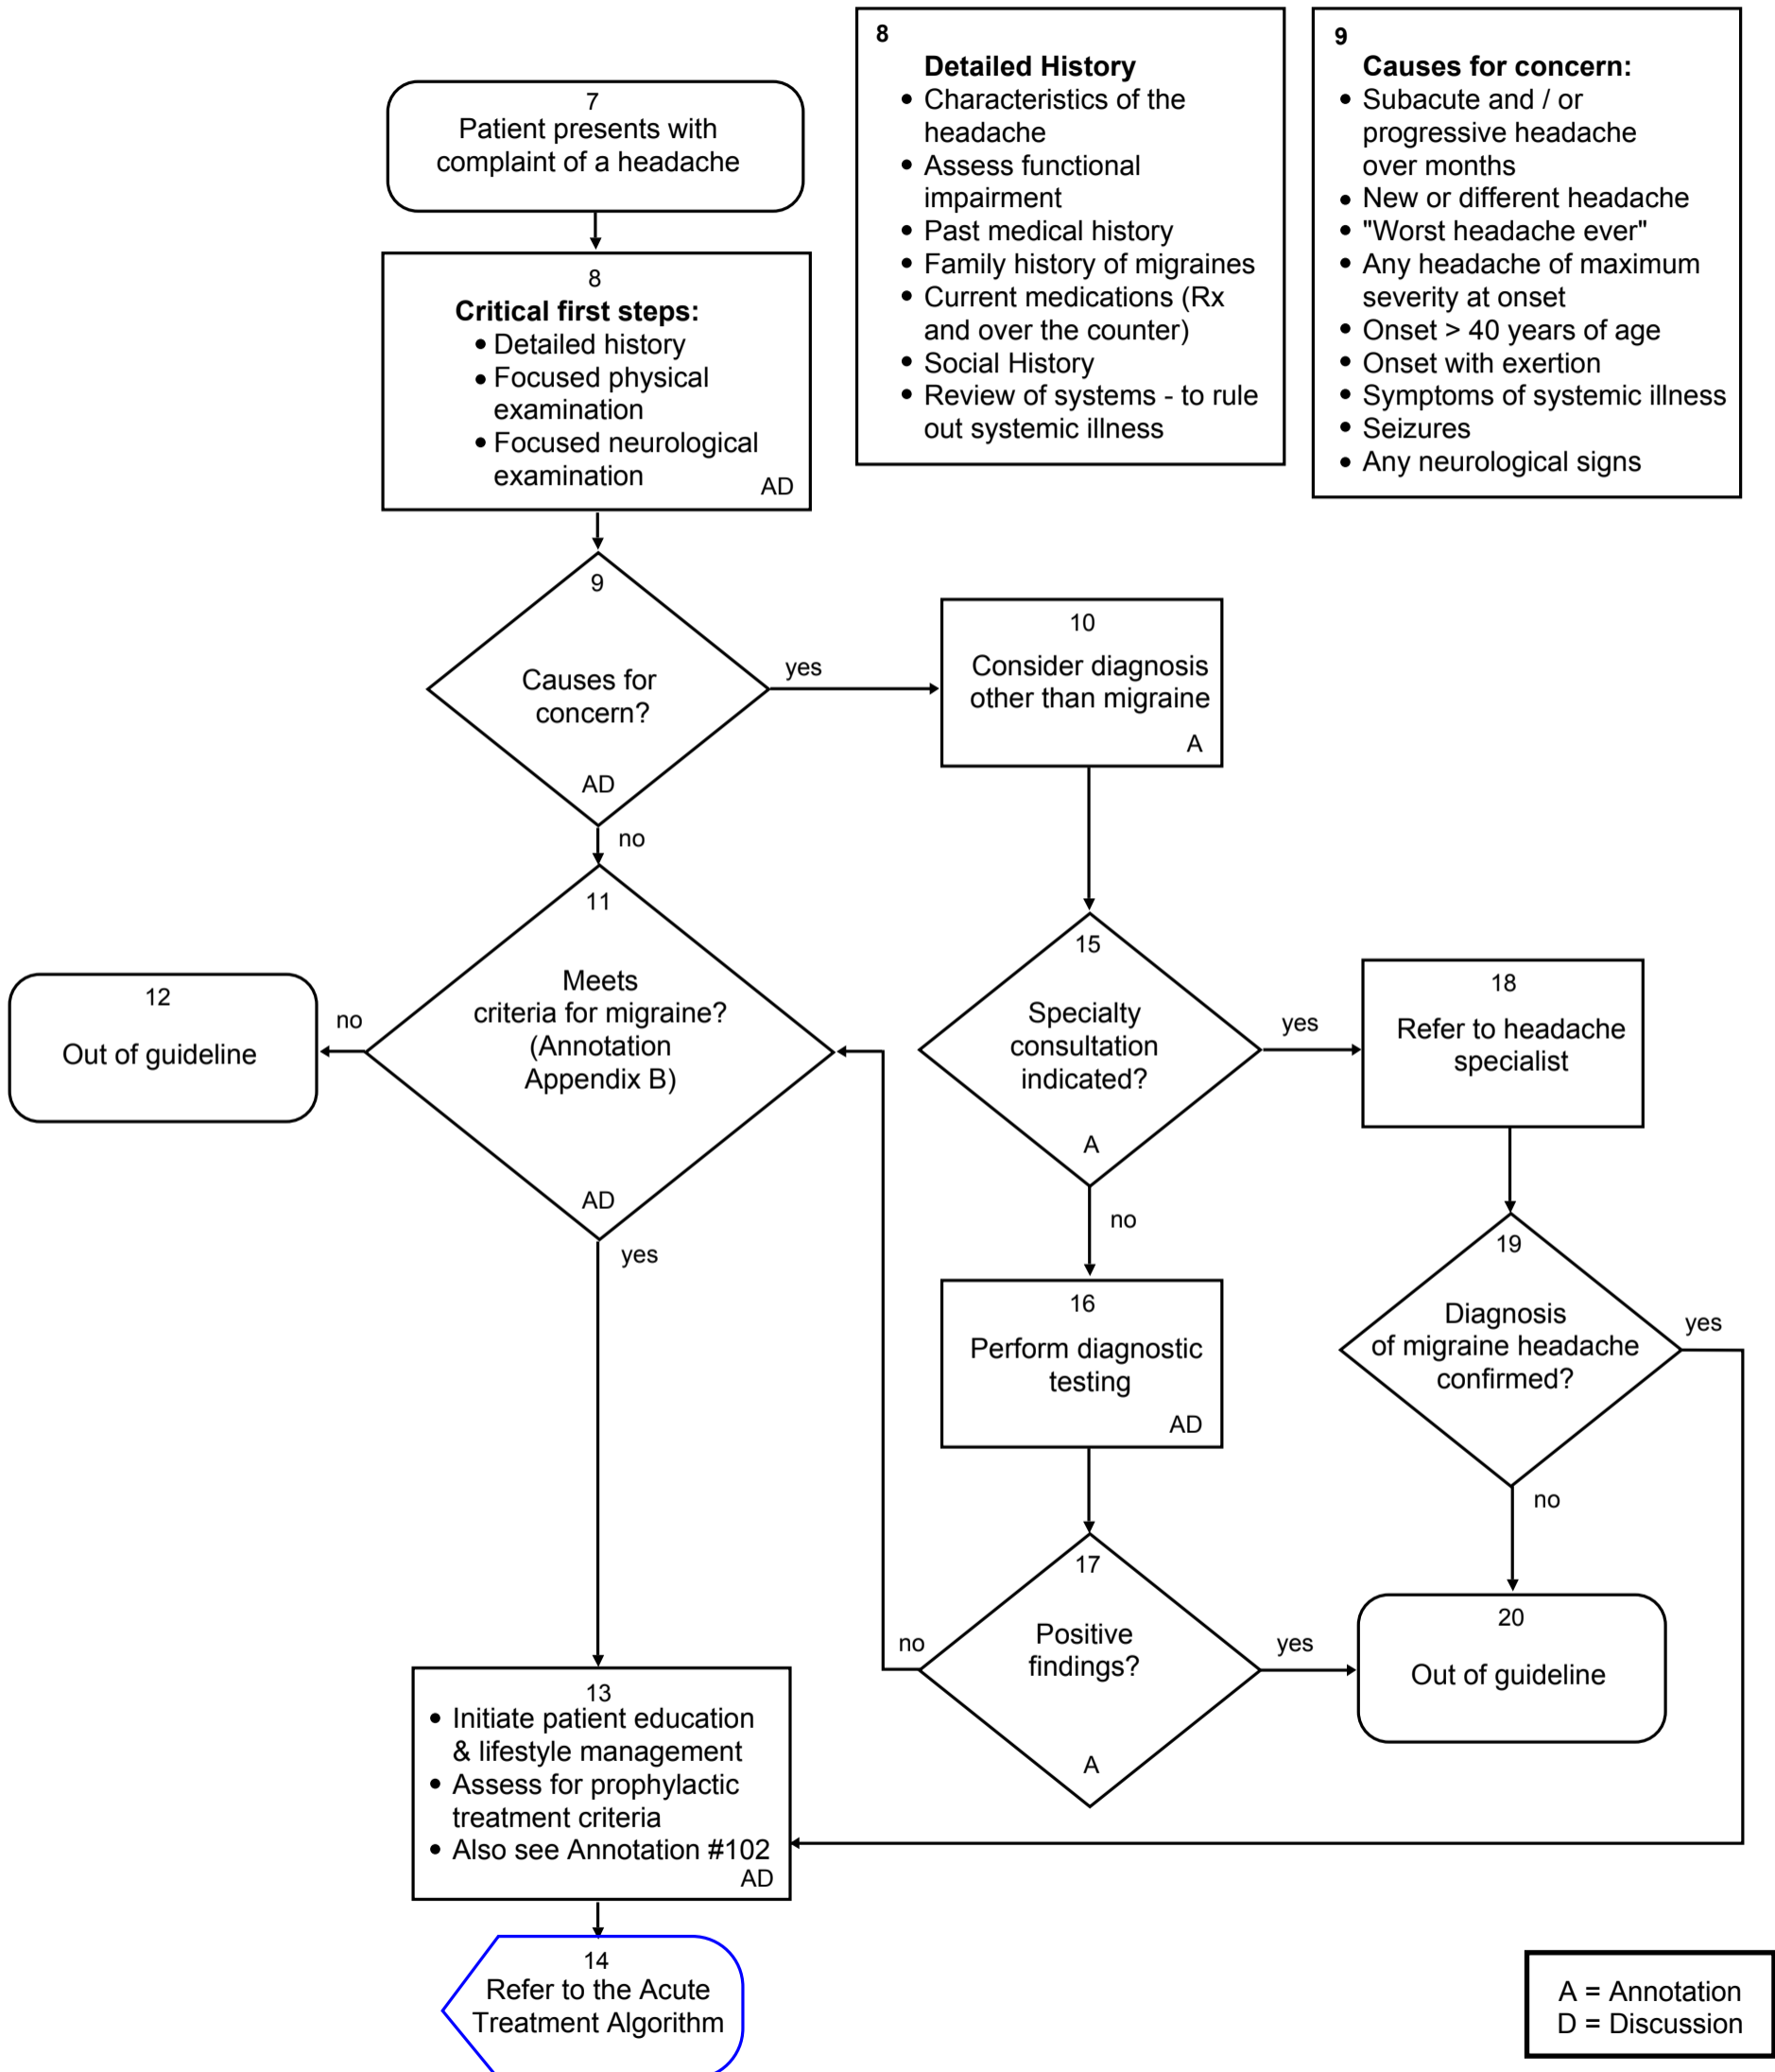 7
Patient presents with
complaint of a headache
8
Critical first steps:
• Detailed history
• Focused physical
examination
• Focused neurological
examination
AD
8
Detailed History
• Characteristics of the
headache
• Assess functional
impairment
• Past medical history
• Family history of migraines
• Current medications (Rx
and over the counter)
• Social History
• Review of systems - to rule
out systemic illness
9
Causes for concern:
• Subacute and / or
progressive headache
over months
• New or different headache
• "Worst headache ever"
• Any headache of maximum
severity at onset
• Onset > 40 years of age
• Onset with exertion
• Symptoms of systemic illness
• Seizures
• Any neurological signs
9
Causes for
concern?
AD
yes
no
10
Consider diagnosis
other than migraine
A
11
Meets
criteria for migraine?
(Annotation
Appendix B)
AD
no
yes
12
Out of guideline
15
Specialty
consultation
indicated?
A
yes
no
18
Refer to headache
specialist
16
Perform diagnostic
testing
AD
19
Diagnosis
of migraine headache
confirmed?
yes
no
17
Positive
findings?
A
no
yes
20
Out of guideline
13
• Initiate patient education
& lifestyle management
• Assess for prophylactic
treatment criteria
• Also see Annotation #102
AD
14
Refer to the Acute
Treatment Algorithm
A = Annotation
D = Discussion